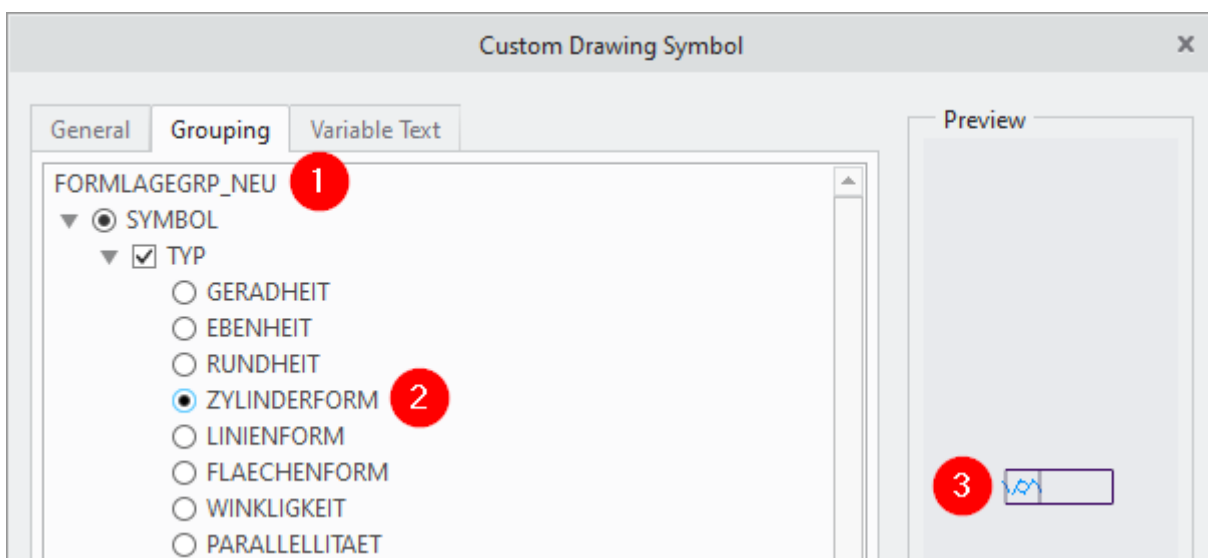 Custom Drawing Symbol x
General Grouping Variable Text
Preview
FORMLAGEGRP_NEU 1
SYMBOL
TYP
GERADHEIT
EBENHEIT
RUNDHEIT
ZYLINDERFORM 2
LINIENFORM
FLAECHENFORM
WINKLIGKEIT
3
PARALLELLITAET